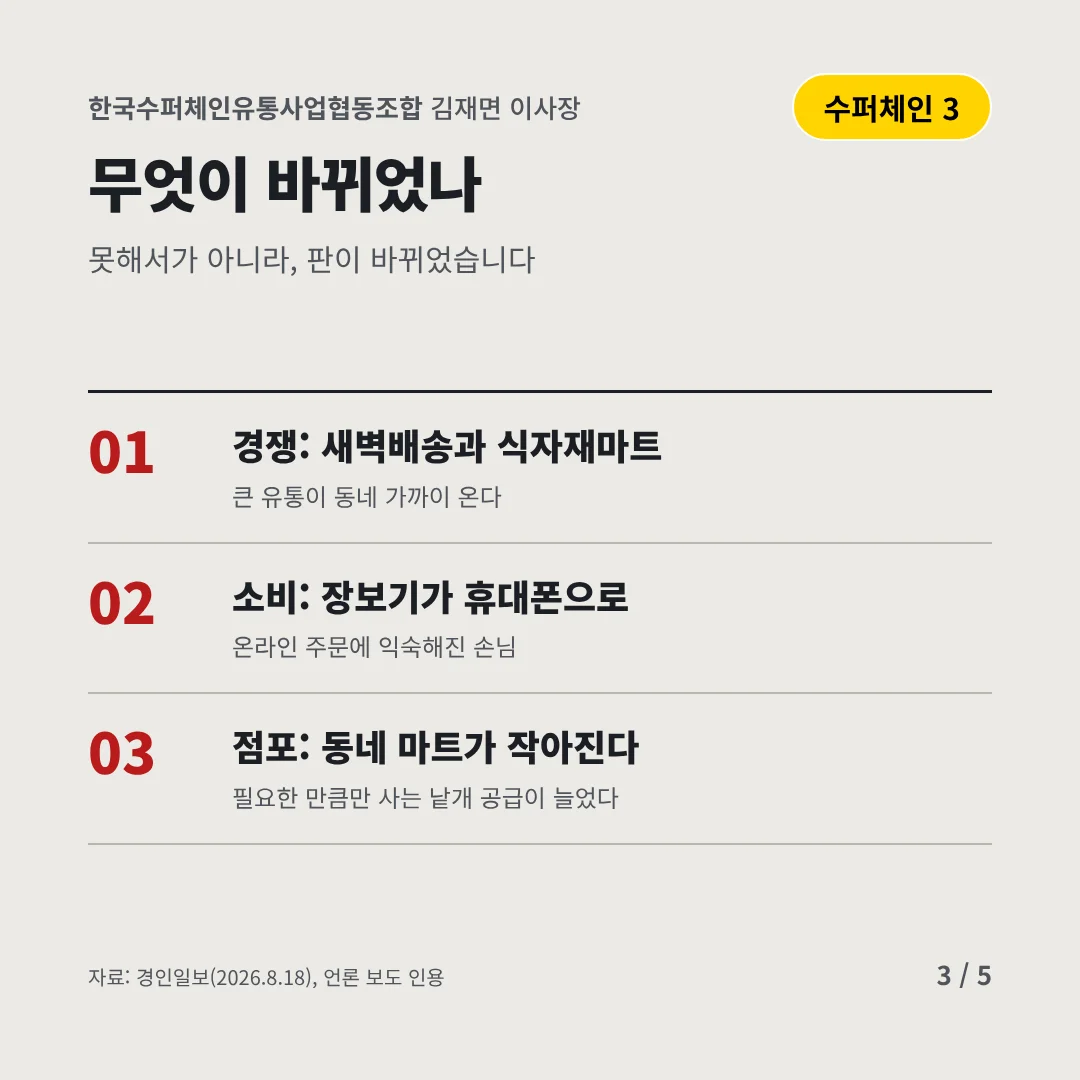 한국수퍼체인유통사업협동조합 김재면 이사장
수퍼체인 3
무엇이 바뀌었나
못해서가 아니라, 판이 바뀌었습니다
01
경쟁: 새벽배송과 식자재마트
큰 유통이 동네 가까이 온다
02
소비: 장보기가 휴대폰으로
온라인 주문에 익숙해진 손님
03
점포: 동네 마트가 작아진다
필요한 만큼만 사는 낱개 공급이 늘었다
자료: 경인일보(2026.8.18), 언론 보도 인용
3 / 5